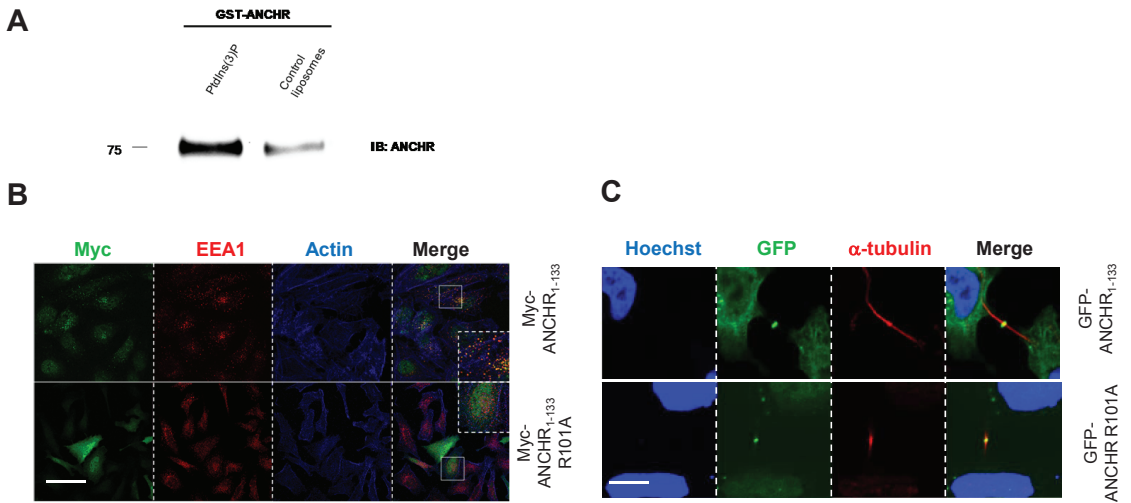 A
GST-ANCHR
PtdIns(3)P
Control
liposomes
75
IB: ANCHR
B
Myc
EEA1
Actin
Merge
Myc-
ANCHR1-133
Myc-
ANCHR1-133
R101A
C
Hoechst
GFP
α-tubulin
Merge
GFP-
ANCHR1-133
GFP-
ANCHR R101A